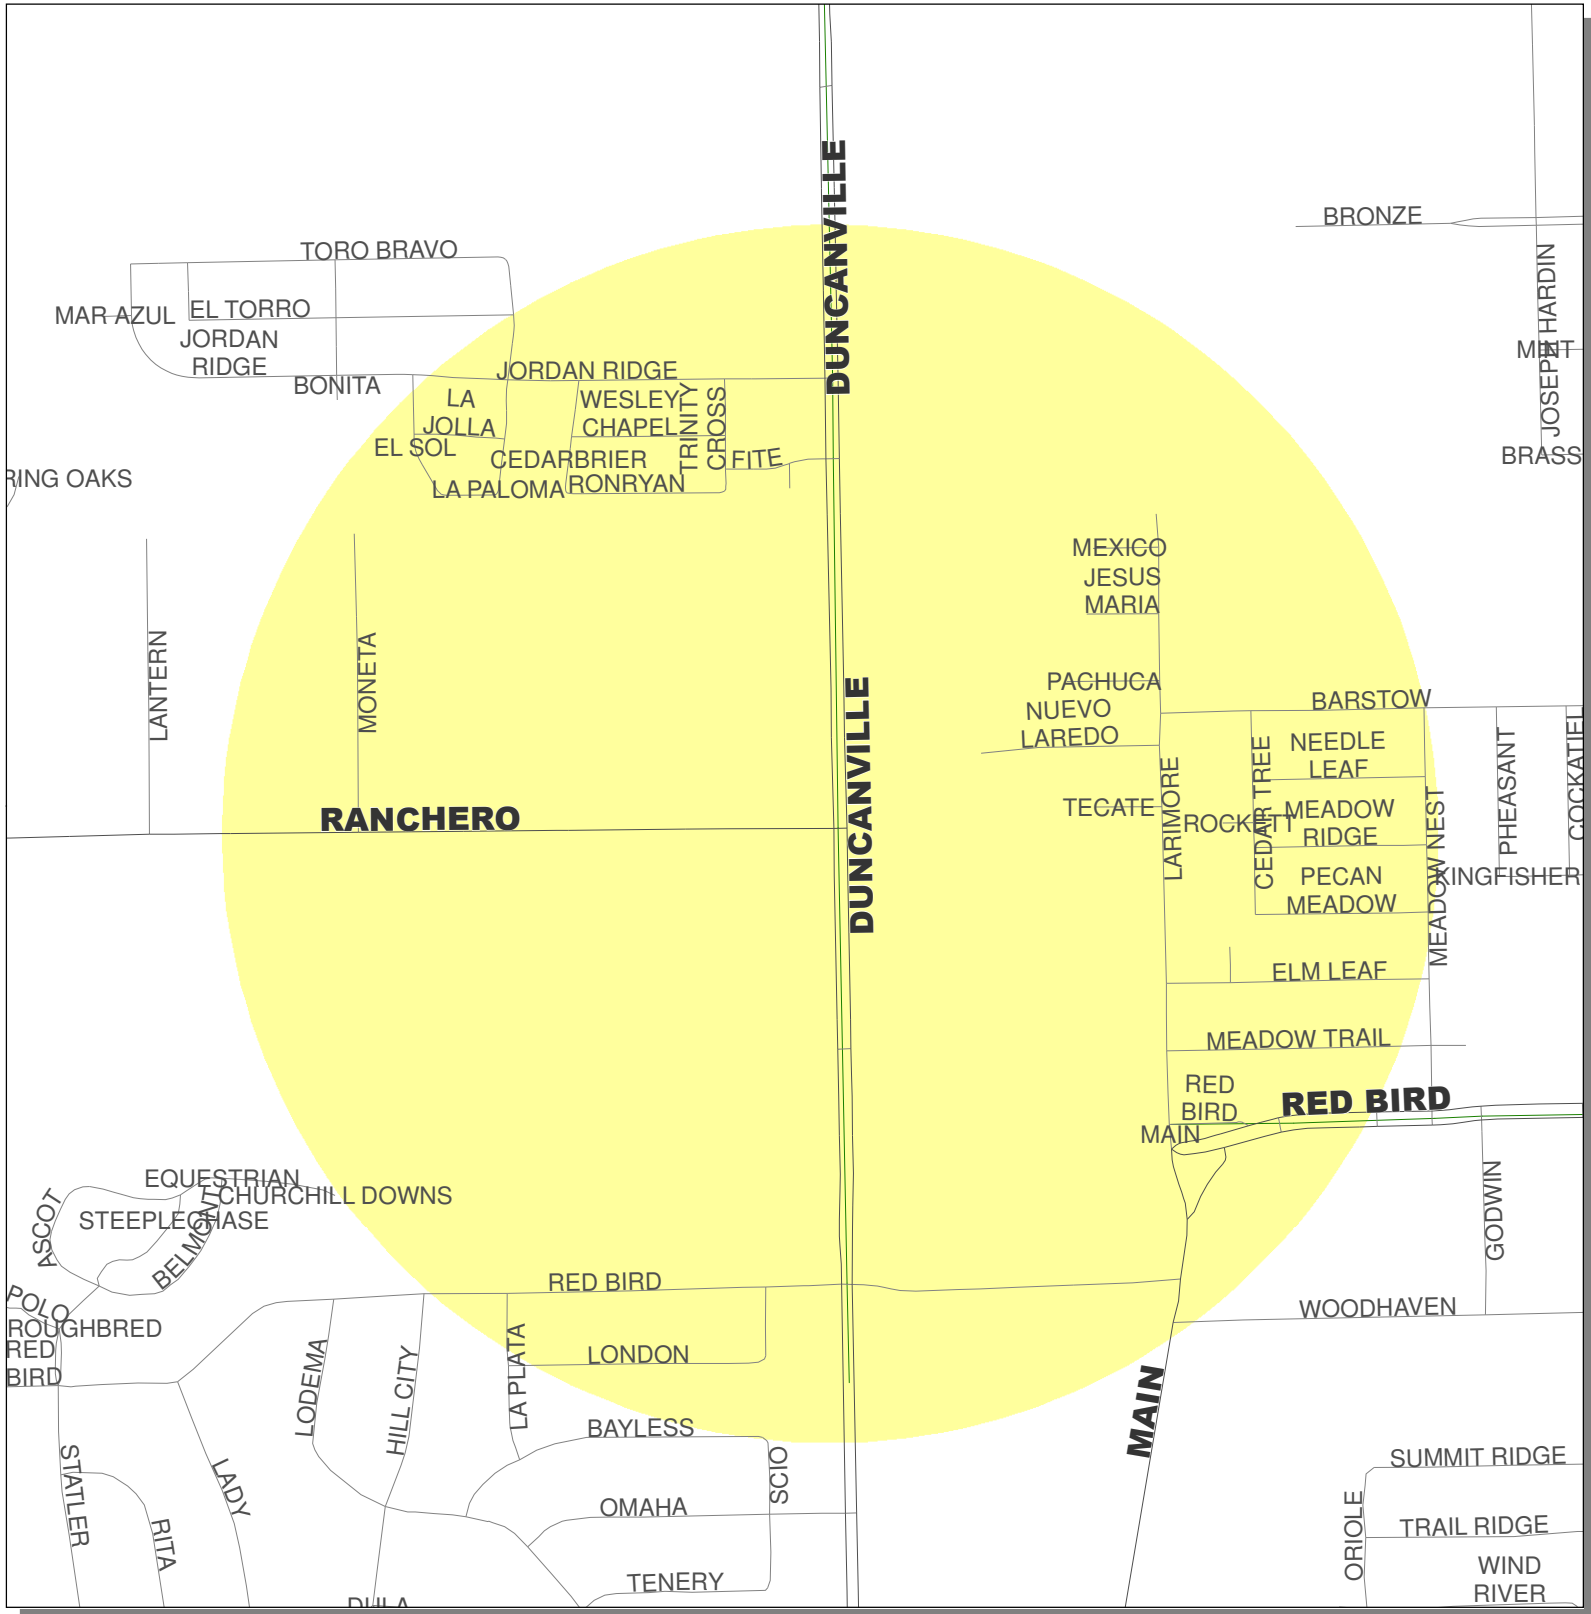 DUNCANVILLE
BRONZE
TORO BRAVO
JOSEPH HARDIN
MAR AZUL
EL TORRO
JORDAN
RIDGE
MINT
BONITA
JORDAN RIDGE
LA
JOLLA
WESLEY
CHAPEL
TRINITY
CROSS
EL SOL
CEDARBRIER
FITE
BRASS
RING OAKS
LA PALOMA
RONRYAN
MEXICO
JESUS
MARIA
LANTERN
MONETA
DUNCANVILLE
PACHUCA
NUEVO
LAREDO
BARSTOW
NEEDLE
LEAF
CEDAR TREE
LARIMORE
PHEASANT
COCKATIEL
TECATE
ROCKETT
MEADOW
RIDGE
MEADOW NEST
RANCHERO
PECAN
MEADOW
KINGFISHER
ELM LEAF
MEADOW TRAIL
RED
BIRD
RED BIRD
MAIN
EQUESTRIAN
CHURCHILL DOWNS
ASCOT
STEEPLECHASE
BELMONT
GODWIN
RED BIRD
POLO
ROUGHBRED
WOODHAVEN
RED
BIRD
LODEMA
HILL CITY
LA PLATA
LONDON
MAIN
BAYLESS
SCIO
STATLER
LADY
RITA
OMAHA
SUMMIT RIDGE
ORIOLE
TRAIL RIDGE
TENERY
WIND
RIVER
DULA